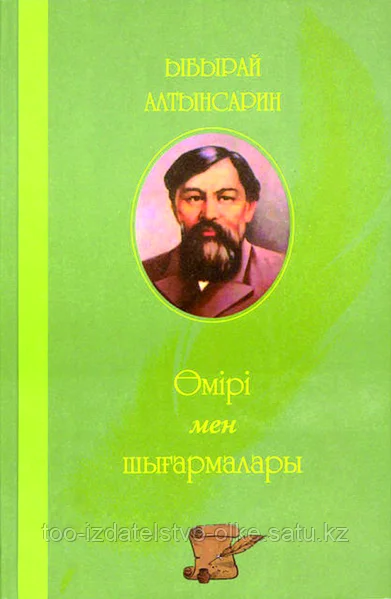 ЫБЫРАЙ
АЛТЫНСАРИН
Өмірі
мен
шығармалары
too-izdatelstvo-olke.satu.kz